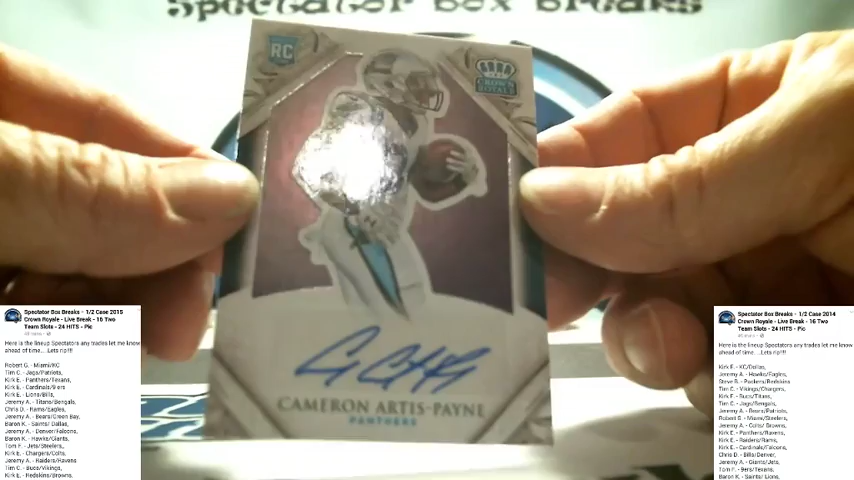 Spectator Box Breaks
RC
CROWN
ROYALE
CAMERON ARTIS-PAYNE
PANTHERS
Spectator Box Breaks - 1/2 Case 2015
Crown Royale - Live Break - 16 Two
Team Slots - 24 HITS - Pic
Here is the lineup Spectators any trades let me know
ahead of time....Lets rip!!!!
Robert G. - Miami/KC
Tim C. - Jags/Patriots,
Kirk E. - Panthers/Texans,
Kirk E. - Cardinals/9ers
Kirk E. - Lions/Bills,
Jeremy A. - Titans/Bengals,
Chris D. - Rams/Eagles,
Jeremy A. - Bears/Green Bay,
Baron K. - Saints/ Dallas,
Jeremy A. - Denver/Falcons,
Baron K. - Hawks/Giants,
Tom F. - Jets/Steelers,
Kirk E. - Chargers/Colts,
Jeremy A. - Raiders/Ravens
Tim C. - Bucs/Vikings,
Kirk E. - Redskins/Browns,
Spectator Box Breaks - 1/2 Case 2014
Crown Royale - Live Break - 16 Two
Team Slots - 24 HITS - Pic
Here is the lineup Spectators any trades let me know
ahead of time....Lets rip!!!!
Kirk E. - KC/Dallas,
Jeremy A. - Hawks/Eagles,
Steve B. - Packers/Redskins
Tim C. - Vikings/Chargers,
Kirk E. - Bucs/Titans,
Tim C. - Jags/Bengals,
Jeremy A. - Bears/Patriots,
Robert G. - Miami/Steelers,
Jeremy A. - Colts/ Browns,
Kirk E. - Panthers/Ravens,
Kirk E. - Raiders/Rams,
Kirk E. - Cardinals/Falcons,
Chris D. - Bills/Denver,
Jeremy A. - Giants/Jets,
Tom F. - 9ers/Texans,
Baron K. - Saints/ Lions,